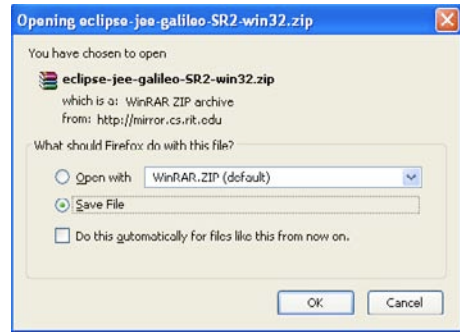 Opening eclipse-jee-galileo-SR2-win32.zip
You have chosen to open
eclipse-jee-galileo-SR2-win32.zip
which is a: WinRAR ZIP archive
from: http://mirror.cs.rit.edu
What should Firefox do with this file?
Open with WinRAR.ZIP (default)
Save File
Do this automatically for files like this from now on.
OK Cancel